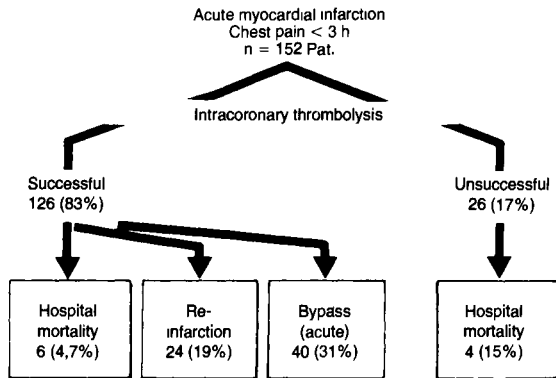 Acute myocardial infarction
Chest pain < 3 h
n = 152 Pat.
Intracoronary thrombolysis
Successful
126 (83%)
Unsuccessful
26 (17%)
Hospital
mortality
6 (4,7%)
Re-
infarction
24 (19%)
Bypass
(acute)
40 (31%)
Hospital
mortality
4 (15%)